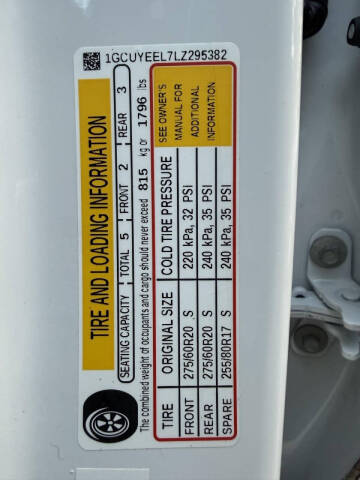 1GCUYEEL7LZ295382
TIRE AND LOADING INFORMATION
SEATING CAPACITY TOTAL 5 FRONT 2 REAR 3
The combined weight of occupants and cargo should never exceed 815 kg or 1796 lbs
TIRE ORIGINAL SIZE COLD TIRE PRESSURE
FRONT 275/60R20 S 220 kPa, 32 PSI
REAR 275/60R20 S 240 kPa, 35 PSI
SPARE 255/80R17 S 240 kPa, 35 PSI
SEE OWNER'S
MANUAL FOR
ADDITIONAL
INFORMATION